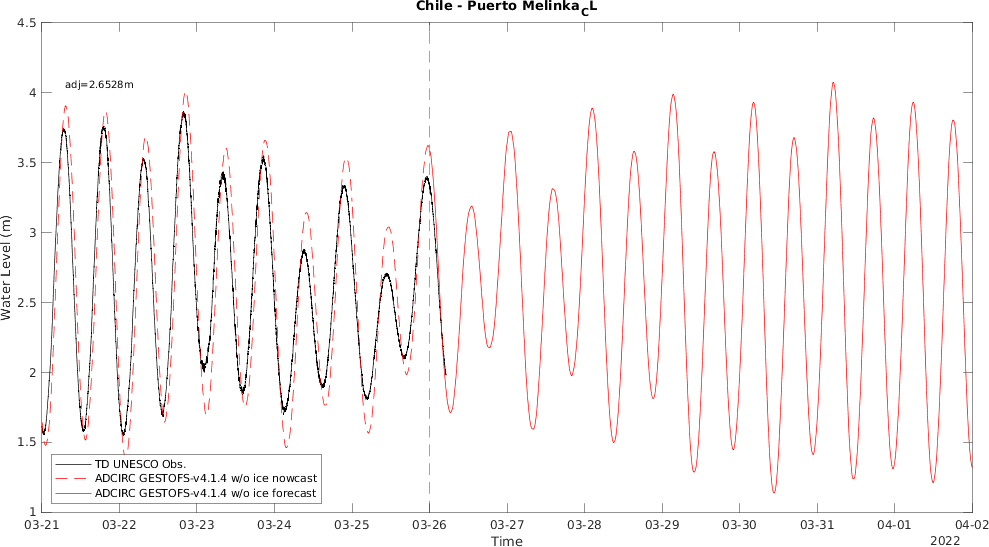 Chile - Puerto MelinkaCL
adj=2.6528m
4.5
4
3.5
3
2.5
2
1.5
1
Water Level (m)
TD UNESCO Obs.
ADCIRC GESTOFS-v4.1.4 w/o ice nowcast
ADCIRC GESTOFS-v4.1.4 w/o ice forecast
03-21 03-22 03-23 03-24 03-25 03-26 03-27 03-28 03-29 03-30 03-31 04-01 04-02
Time
2022